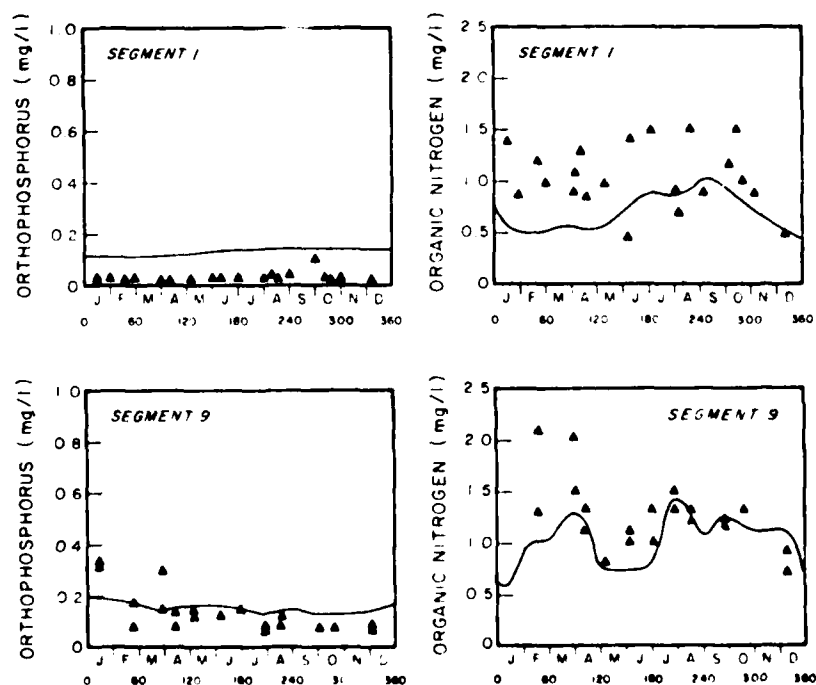 ORTHOPHOSPHORUS (mg/l)
1.0
0.8
0.6
0.4
0.2
0
SEGMENT 1
J F M A M J J A S O N D
0 60 120 180 240 300 360
ORGANIC NITROGEN (mg/l)
2.5
2.0
1.5
1.0
0.5
0
SEGMENT 1
J F M A M J J A S O N D
0 60 120 180 240 300 360
ORTHOPHOSPHORUS (mg/l)
1.0
0.8
0.6
0.4
0.2
0
SEGMENT 9
J F M A M J J A S O N D
0 60 120 180 240 360
ORGANIC NITROGEN (mg/l)
2.5
2.0
1.5
1.0
0.5
0
SEGMENT 9
J F M A M J J A S O N D
0 60 120 180 240 300 360